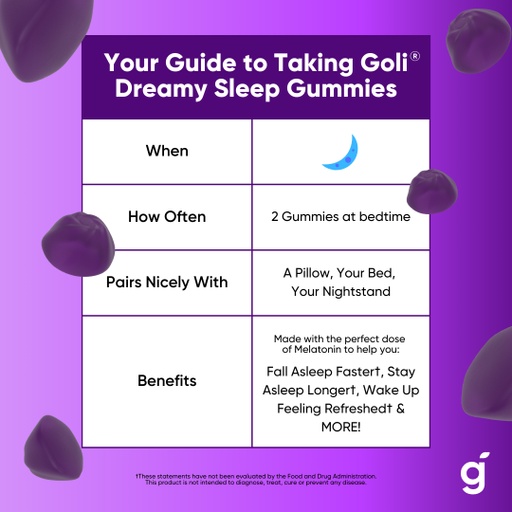 Your Guide to Taking Goli®
Dreamy Sleep Gummies
When
How Often
2 Gummies at bedtime
Pairs Nicely With
A Pillow, Your Bed,
Your Nightstand
Benefits
Made with the perfect dose
of Melatonin to help you:
Fall Asleep Faster†, Stay
Asleep Longer†, Wake Up
Feeling Refreshed† &
MORE!
†These statements have not been evaluated by the Food and Drug Administration.
This product is not intended to diagnose, treat, cure or prevent any disease.
g